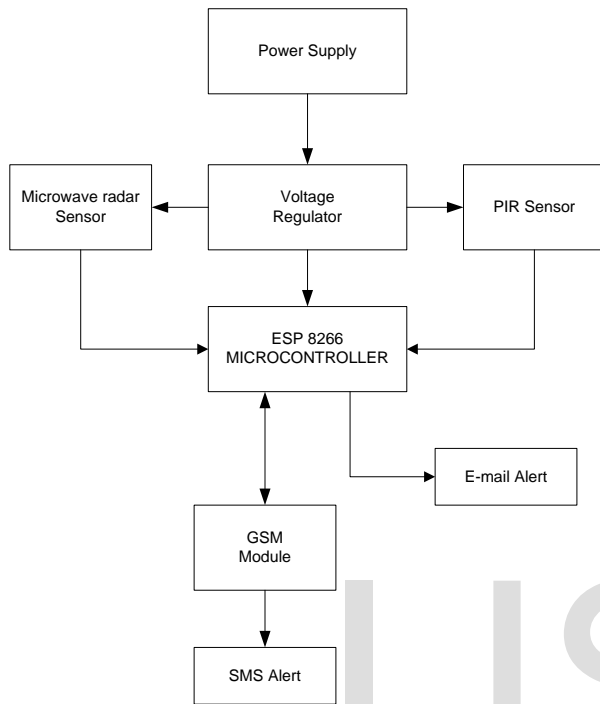 Power Supply
Microwave radar
Sensor
Voltage
Regulator
PIR Sensor
ESP 8266
MICROCONTROLLER
E-mail Alert
GSM
Module
SMS Alert